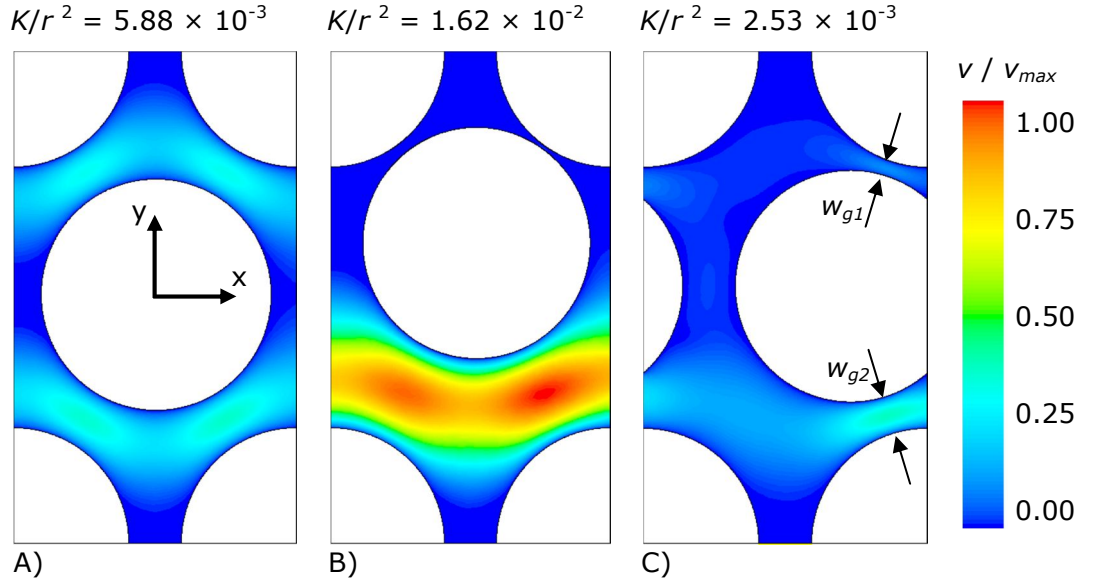 K/r ² = 5.88 × 10⁻³
K/r ² = 1.62 × 10⁻²
K/r ² = 2.53 × 10⁻³
v / vmax
1.00
0.75
0.50
0.25
0.00
y
x
wg1
wg2
A)
B)
C)